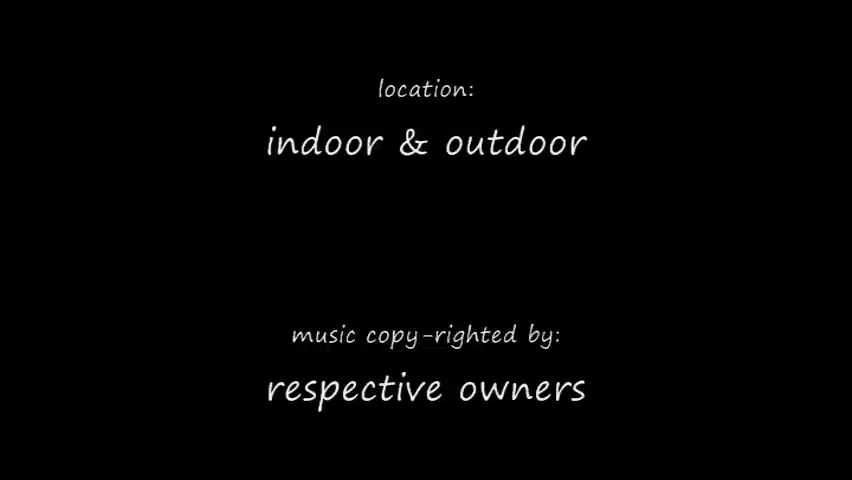 location:
indoor & outdoor
music copy-righted by:
respective owners